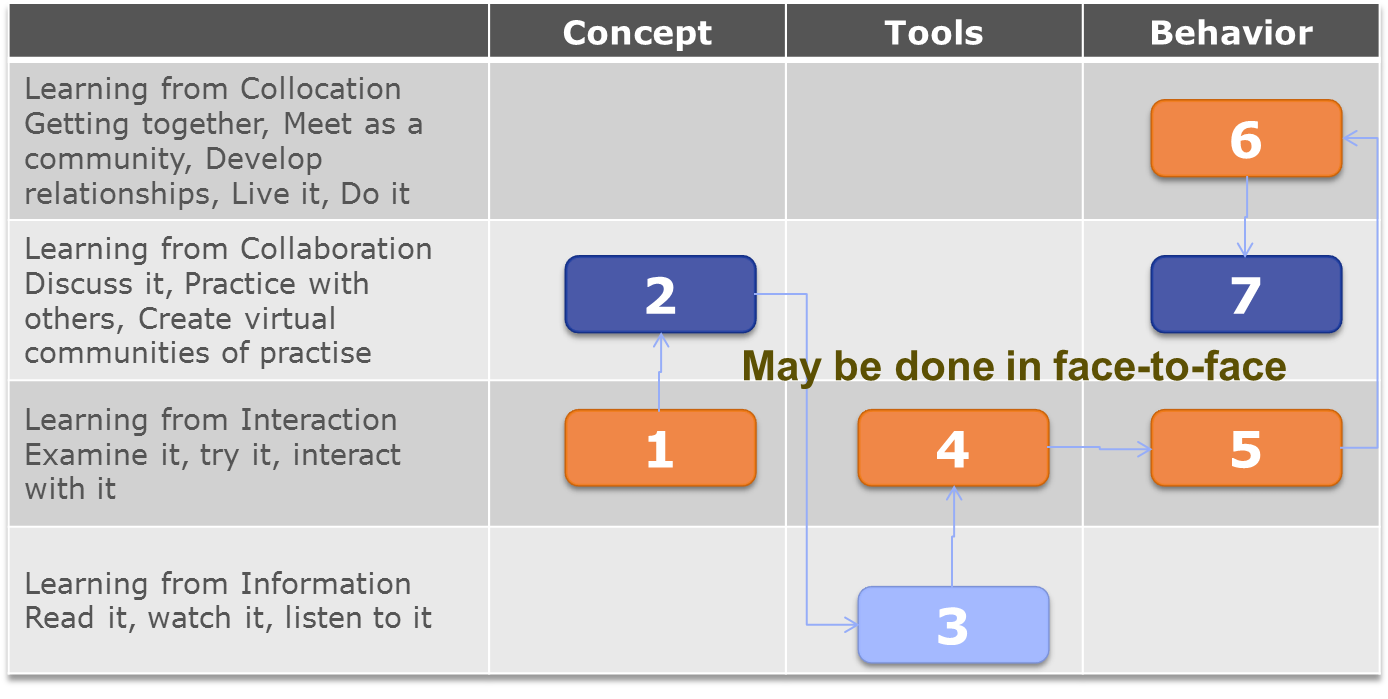 Concept Tools Behavior
Learning from Collocation
Getting together, Meet as a
community, Develop
relationships, Live it, Do it
6
Learning from Collaboration
Discuss it, Practice with
others, Create virtual
communities of practise
2
7
May be done in face-to-face
Learning from Interaction
Examine it, try it, interact
with it
1
4
5
Learning from Information
Read it, watch it, listen to it
3